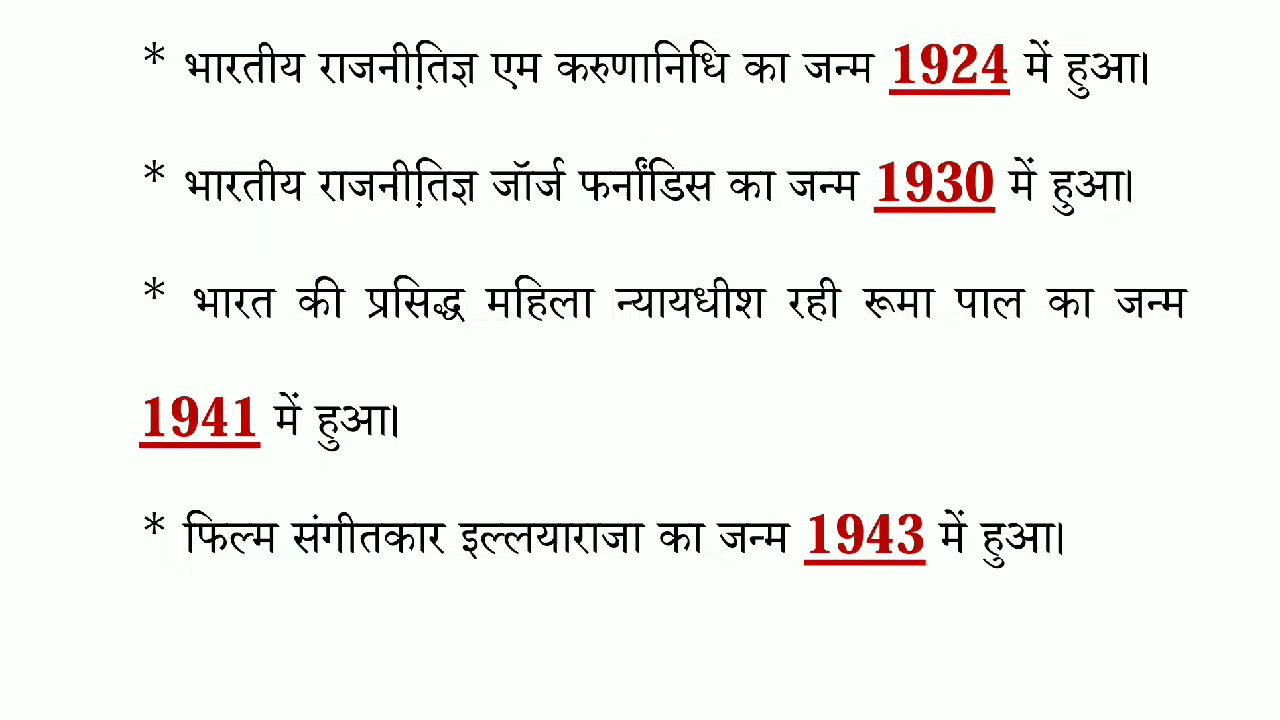 * भारतीय राजनीति़ज्ञ एम करुणानिधि का जन्म 1924 में हुआ।
* भारतीय राजनीति़ज्ञ जॉर्ज फर्नांडिस का जन्म 1930 में हुआ।
* भारत की प्रसिद्ध महिला न्यायधीश रही रूमा पाल का जन्म
1941 में हुआ।
* फिल्म संगीतकार इल्लयाराजा का जन्म 1943 में हुआ।